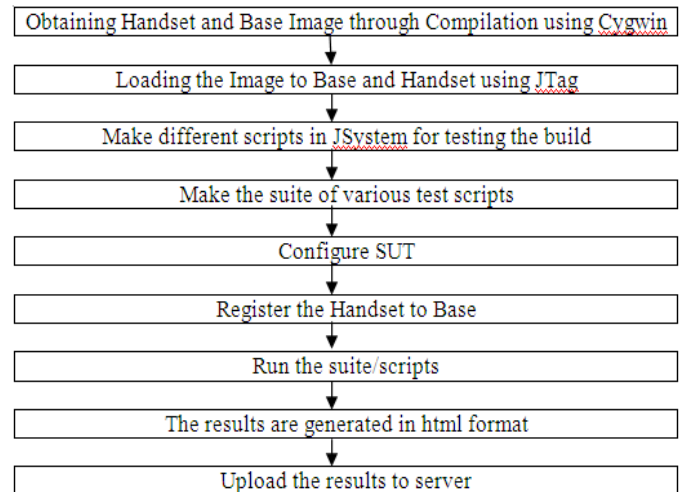 Obtaining Handset and Base Image through Compilation using Cygwin
Loading the Image to Base and Handset using JTag
Make different scripts in JSystem for testing the build
Make the suite of various test scripts
Configure SUT
Register the Handset to Base
Run the suite/scripts
The results are generated in html format
Upload the results to server